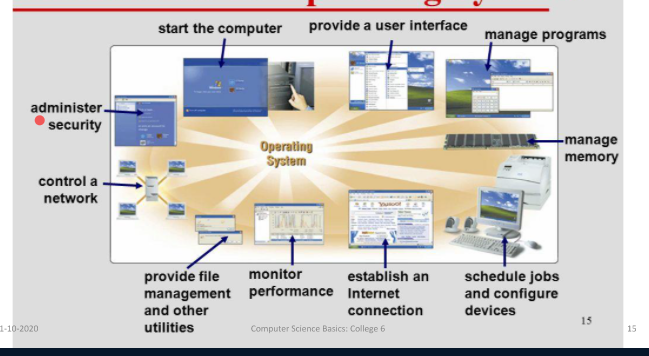 start the computer
provide a user interface
manage programs
administer
security
Operating
System
manage
memory
control a
network
YAHOO!
provide file
management
and other
utilities
monitor
performance
establish an
Internet
connection
schedule jobs
and configure
devices
1-10-2020
Computer Science Basics: College 6
15
15